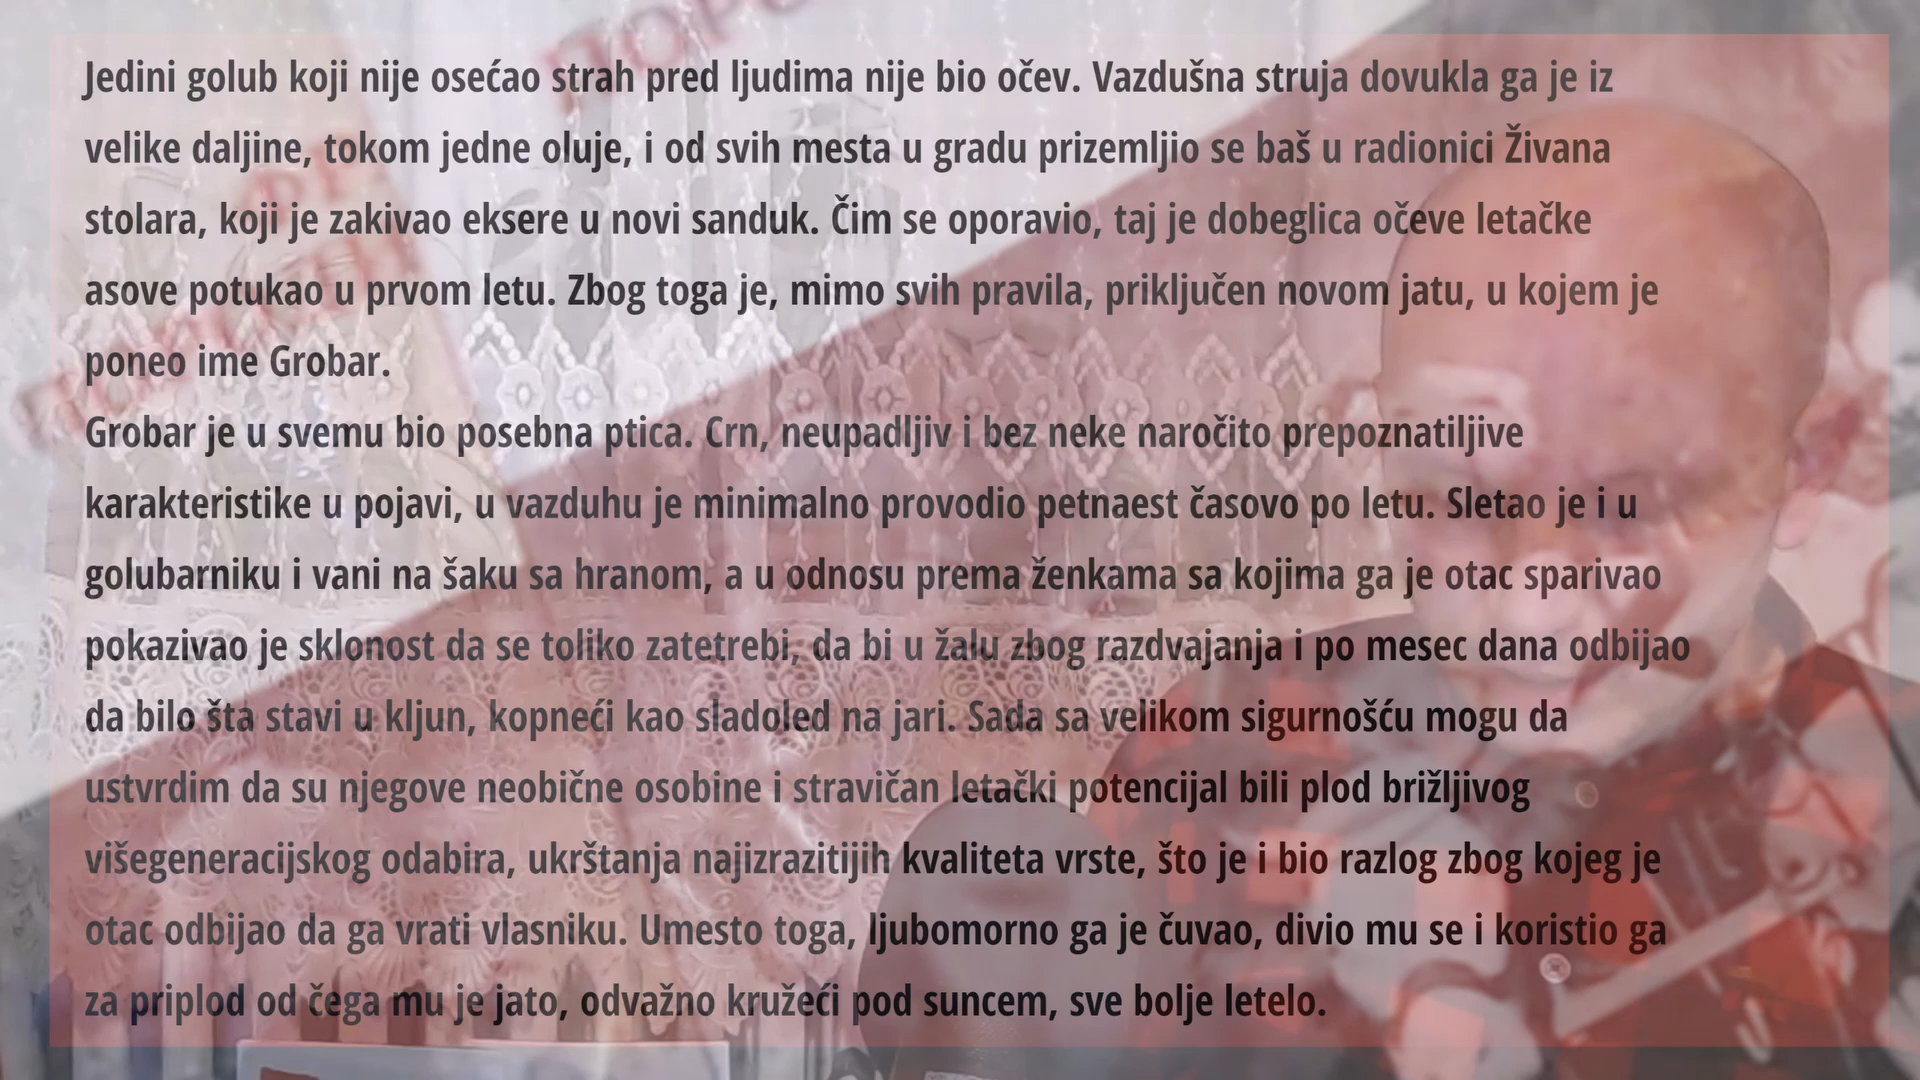 Jedini golub koji nije osećao strah pred ljudima nije bio očev. Vazdušna struja dovukla ga je iz
velike daljine, tokom jedne oluje, i od svih mesta u gradu prizemljio se baš u radionici Živana
stolara, koji je zakivao eksere u novi sanduk. Čim se oporavio, taj je dobeglica očeve letačke
asove potukao u prvom letu. Zbog toga je, mimo svih pravila, priključen novom jatu, u kojem je
poneo ime Grobar.
Grobar je u svemu bio posebna ptica. Crn, neupadljiv i bez neke naročito prepoznatiljive
karakteristike u pojavi, u vazduhu je minimalno provodio petnaest časovo po letu. Sletao je i u
golubarniku i vani na šaku sa hranom, a u odnosu prema ženkama sa kojima ga je otac sparivao
pokazivao je sklonost da se toliko zatetrebi, da bi u žalu zbog razdvajanja i po mesec dana odbijao
da bilo šta stavi u kljun, kopneći kao sladoled na jari. Sada sa velikom sigurnošću mogu da
ustvrdim da su njegove neobične osobine i stravičan letački potencijal bili plod brižljivog
višegeneracijskog odabira, ukrštanja najizrazitijih kvaliteta vrste, što je i bio razlog zbog kojeg je
otac odbijao da ga vrati vlasniku. Umesto toga, ljubomorno ga je čuvao, divio mu se i koristio ga
za priplod od čega mu je jato, odvažno kružeći pod suncem, sve bolje letelo.